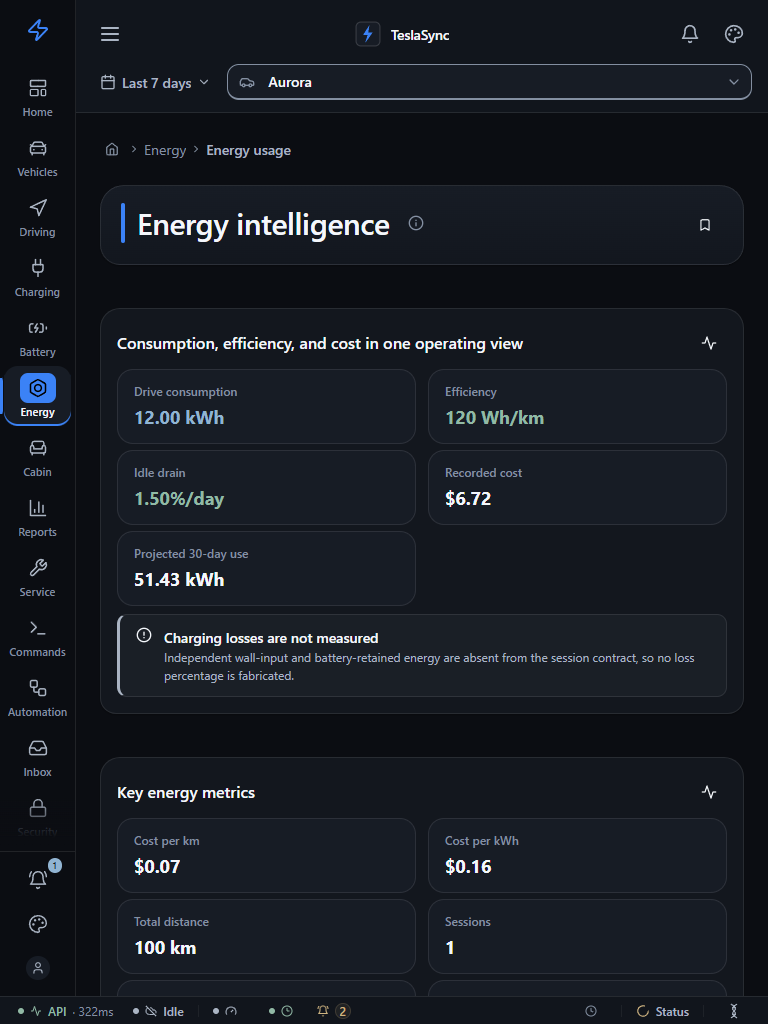 TeslaSync
Last 7 days
Aurora
Home
Vehicles
Driving
Charging
Battery
Energy
Cabin
Reports
Service
Commands
Automation
Inbox
Security
1
Energy
Energy usage
Energy intelligence
Consumption, efficiency, and cost in one operating view
Drive consumption
12.00 kWh
Efficiency
120 Wh/km
Idle drain
1.50%/day
Recorded cost
$6.72
Projected 30-day use
51.43 kWh
Charging losses are not measured
Independent wall-input and battery-retained energy are absent from the session contract, so no loss
percentage is fabricated.
Key energy metrics
Cost per km
$0.07
Cost per kWh
$0.16
Total distance
100 km
Sessions
1
API · 322ms
Idle
2
Status